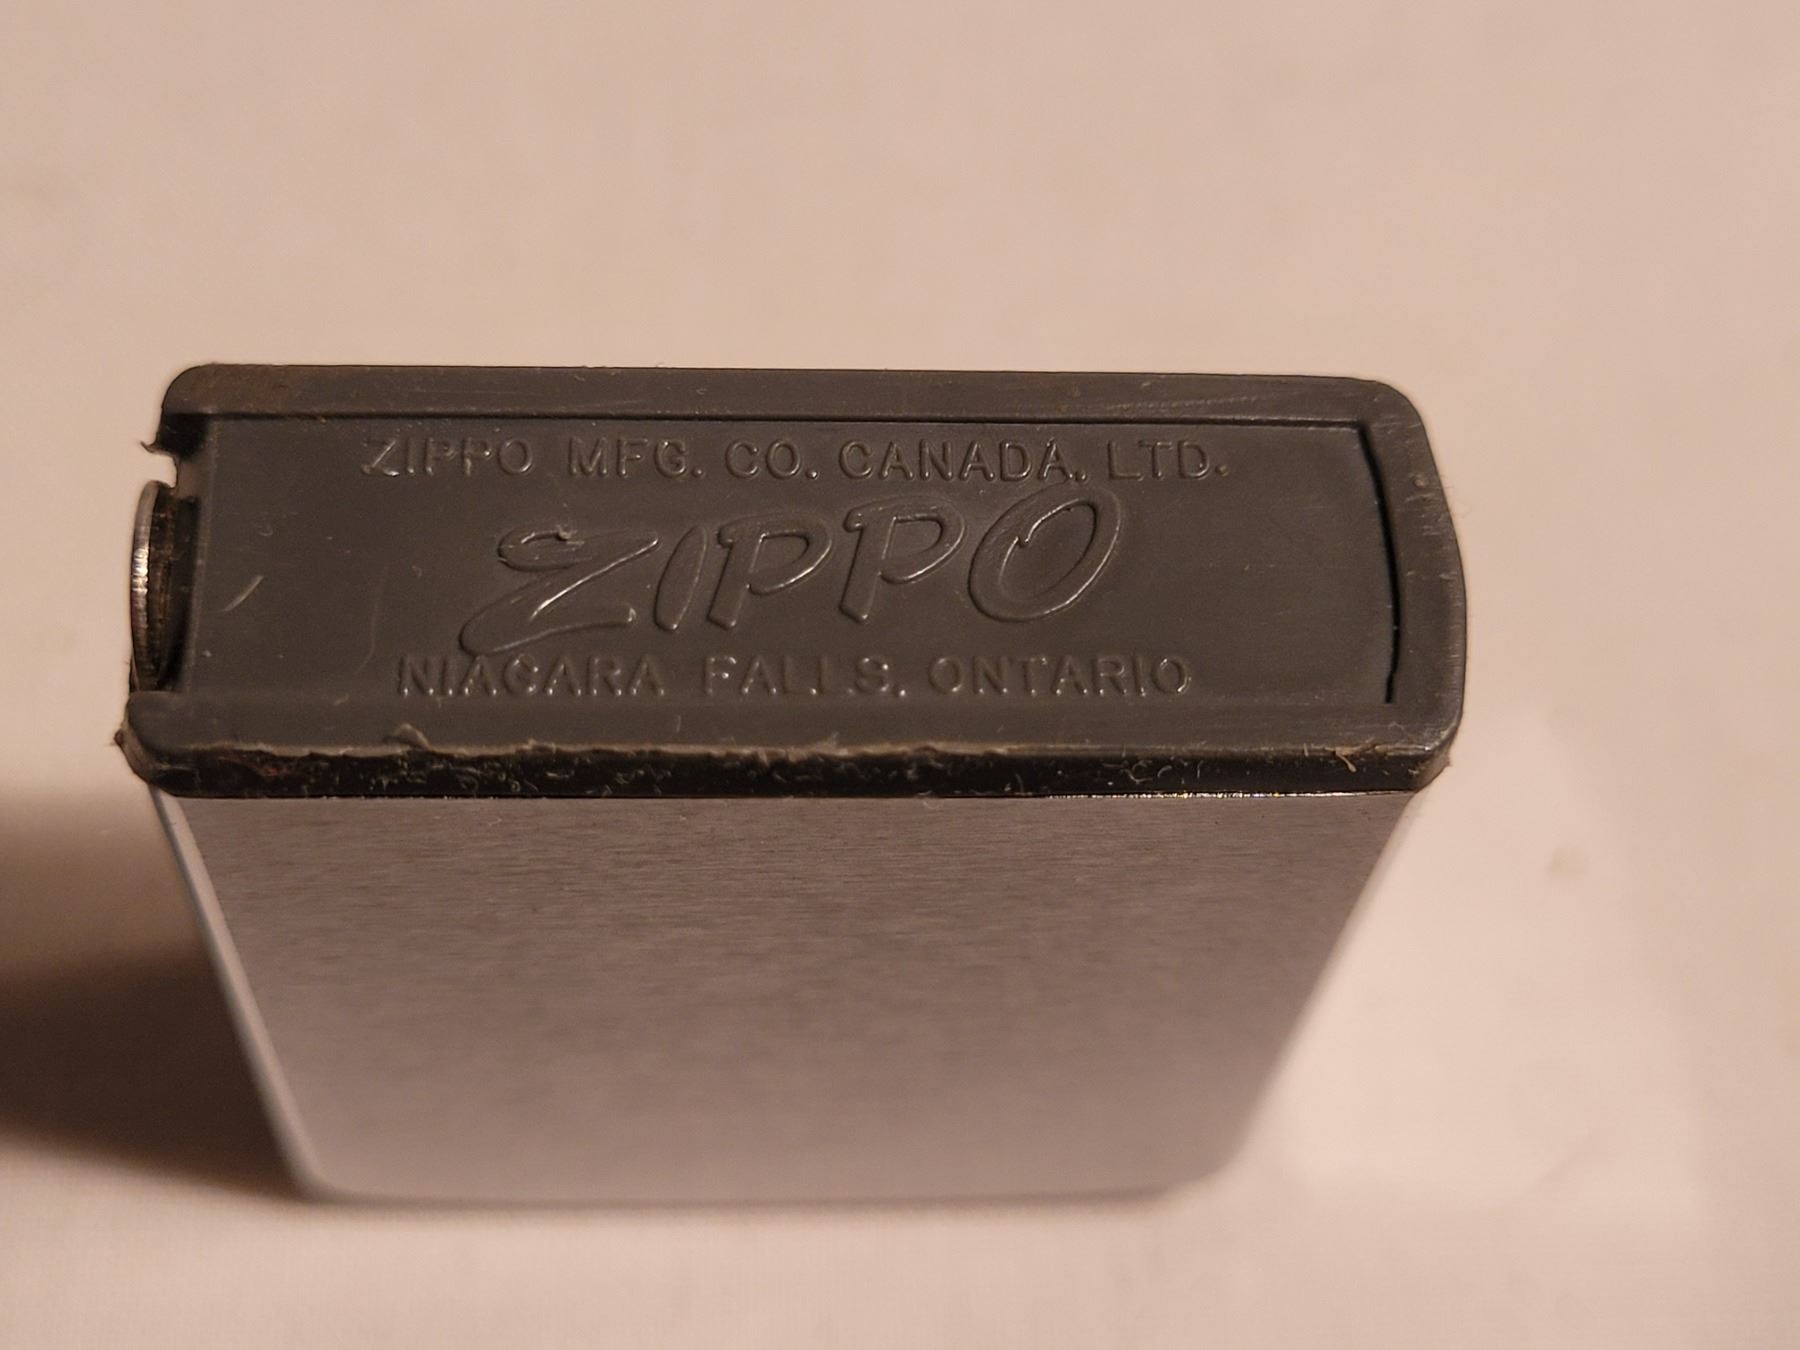 ZIPPO MFG. CO. CANADA, LTD.
ZIPPO
NIAGARA FALLS, ONTARIO